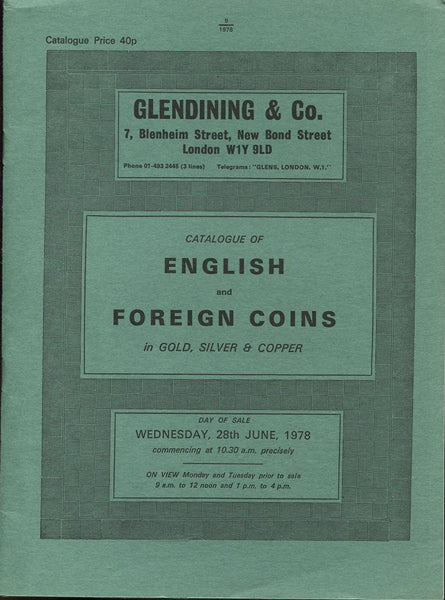 9
1978
Catalogue Price 40p
GLENDINING & Co.
7, Blenheim Street, New Bond Street
London W1Y 9LD
Phone 01-493 2445 (3 lines) Telegrams: "GLENS, LONDON, W.1."
CATALOGUE OF
ENGLISH
and
FOREIGN COINS
in GOLD, SILVER & COPPER
DAY OF SALE
WEDNESDAY, 28th JUNE, 1978
commencing at 10.30 a.m. precisely
ON VIEW Monday and Tuesday prior to sale
9 a.m. to 12 noon and 1 p.m. to 4 p.m.